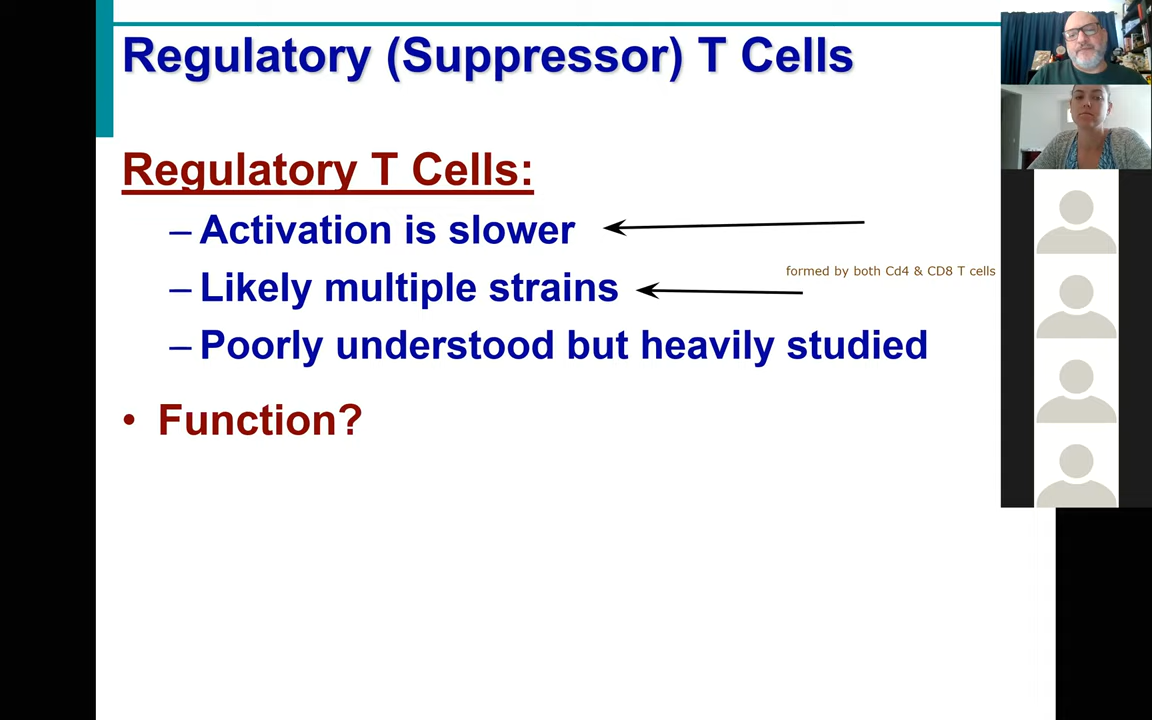 Regulatory (Suppressor) T Cells
Regulatory T Cells:
– Activation is slower
formed by both Cd4 & CD8 T cells
– Likely multiple strains
– Poorly understood but heavily studied
• Function?